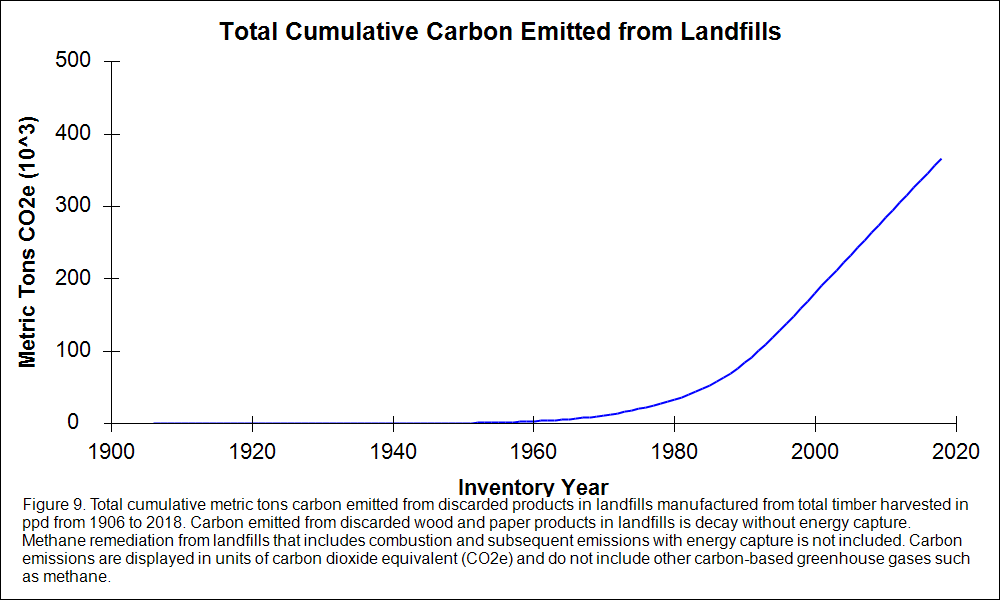 Total Cumulative Carbon Emitted from Landfills
500
400
300
200
100
0
Metric Tons CO2e (10^3)
1900 1920 1940 1960 1980 2000 2020
Inventory Year
Figure 9. Total cumulative metric tons carbon emitted from discarded products in landfills manufactured from total timber harvested in
ppd from 1906 to 2018. Carbon emitted from discarded wood and paper products in landfills is decay without energy capture.
Methane remediation from landfills that includes combustion and subsequent emissions with energy capture is not included. Carbon
emissions are displayed in units of carbon dioxide equivalent (CO2e) and do not include other carbon-based greenhouse gases such
as methane.